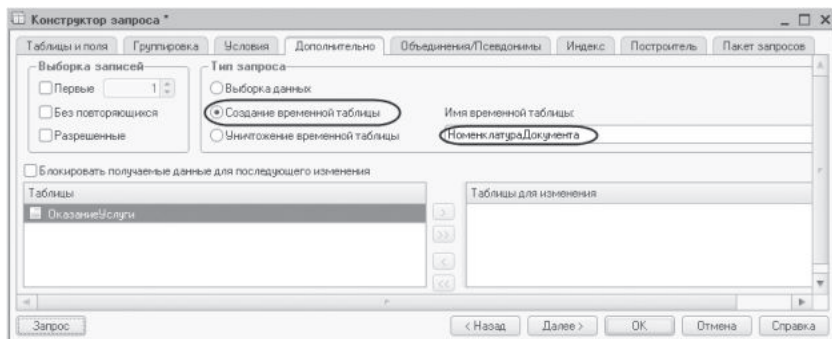 Конструктор запроса *
Таблицы и поля Группировка Условия Дополнительно Объединения/Псевдонимы Индекс Построитель Пакет запросов
Выборка записей Тип запроса
Первые 1 Выборка данных
Без повторяющихся Создание временной таблицы Имя временной таблицы:
Разрешенные Уничтожение временной таблицы НоменклатураДокумента
Блокировать получаемые данные для последующего изменения
Таблицы Таблицы для изменения
ОказаниеУслуги
>
>>
<
<<
Запрос < Назад Далее > ОК Отмена Справка